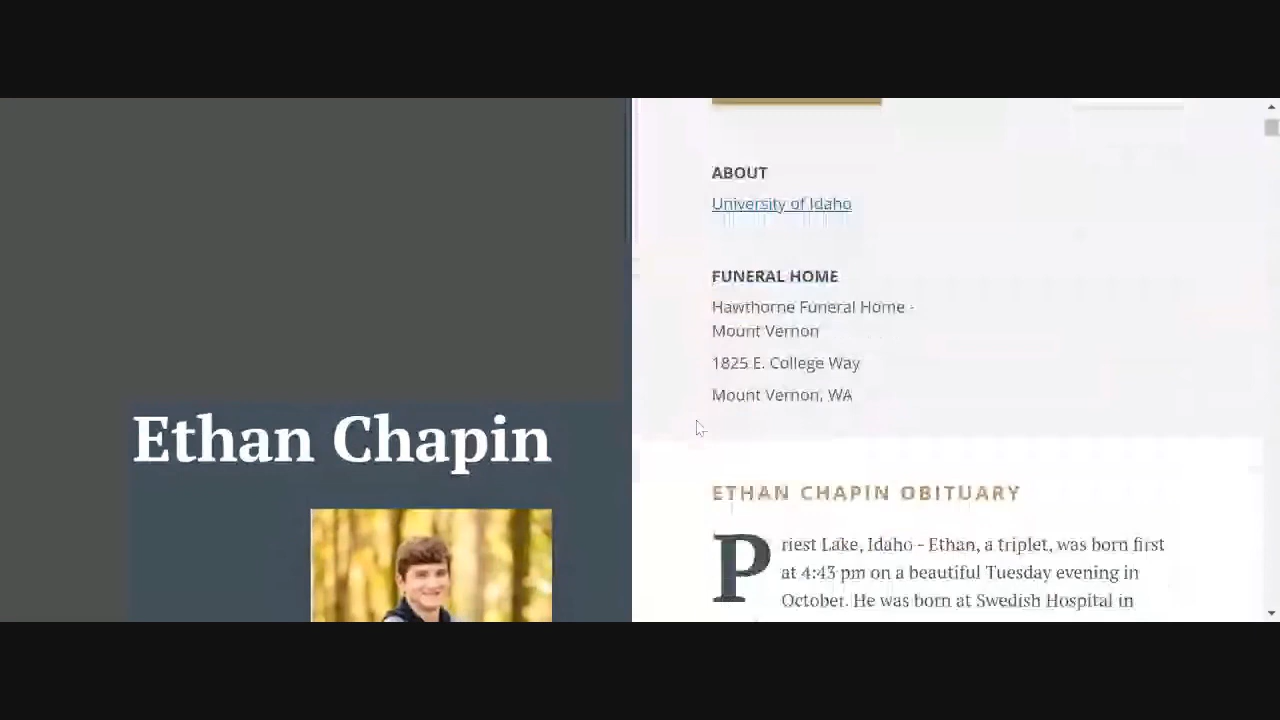 Ethan Chapin
ABOUT
University of Idaho
FUNERAL HOME
Hawthorne Funeral Home -
Mount Vernon
1825 E. College Way
Mount Vernon, WA
ETHAN CHAPIN OBITUARY
Priest Lake, Idaho - Ethan, a triplet, was born first
at 4:43 pm on a beautiful Tuesday evening in
October. He was born at Swedish Hospital in